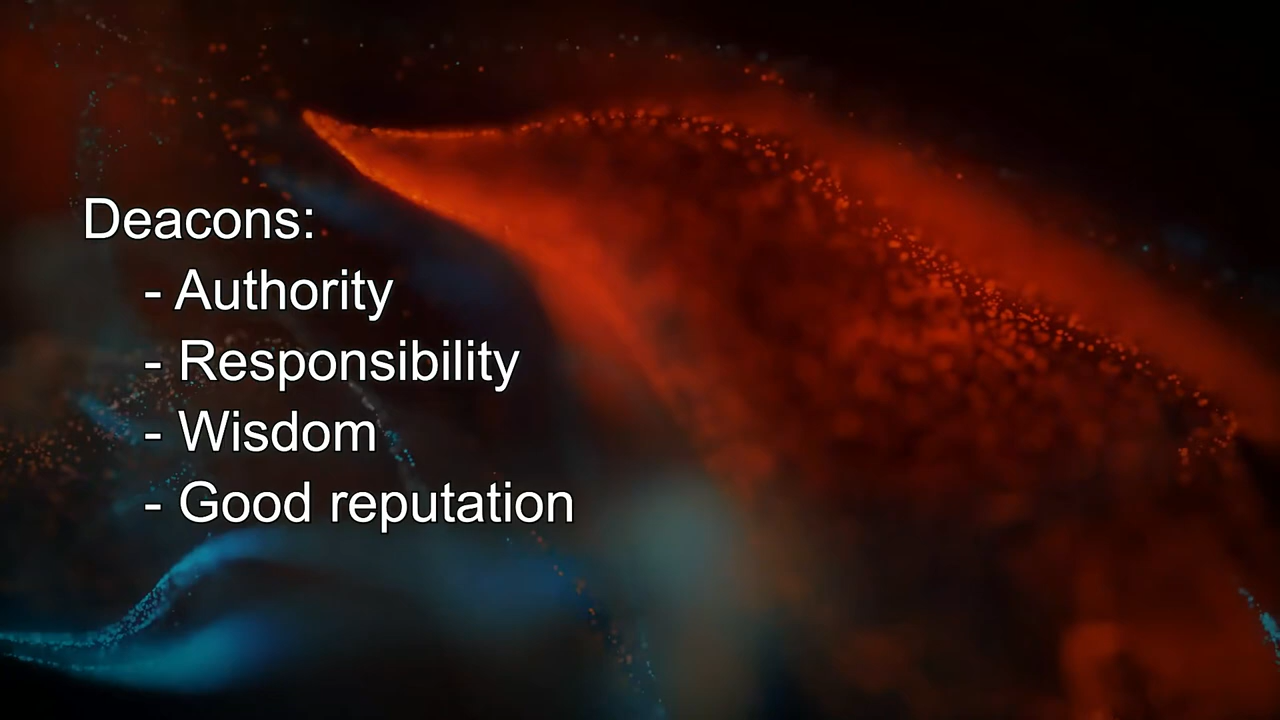 Deacons:
- Authority
- Responsibility
- Wisdom
- Good reputation